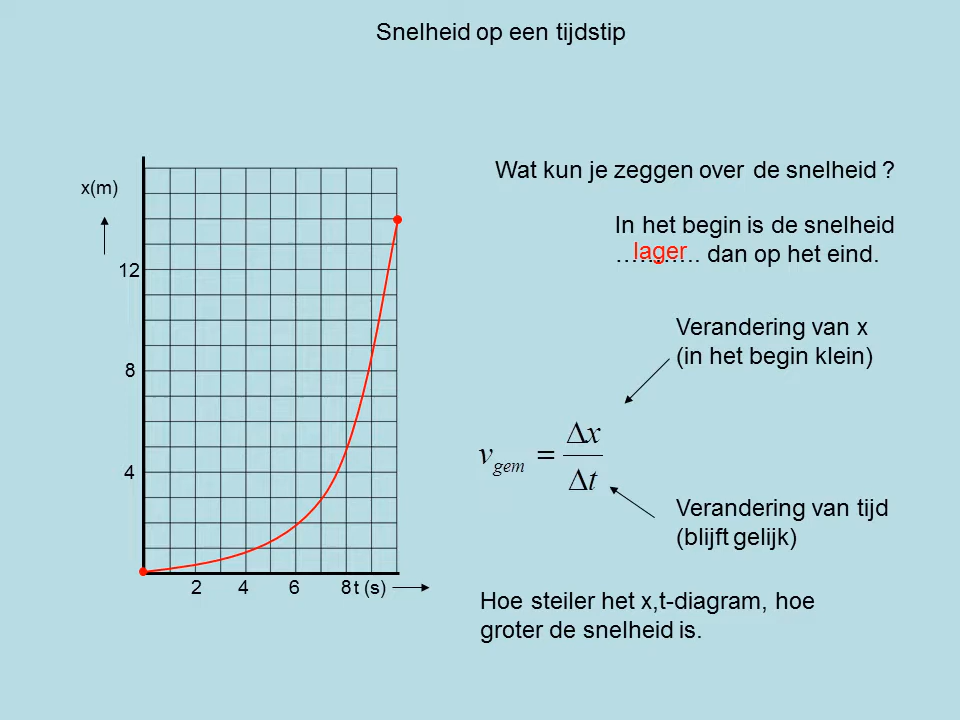 Snelheid op een tijdstip
Wat kun je zeggen over de snelheid ?
x(m)
In het begin is de snelheid
……….. dan op het eind.
lager
12
8
4
2 4 6 8 t (s)
Verandering van x
(in het begin klein)
v_gem = Δx/Δt
Verandering van tijd
(blijft gelijk)
Hoe steiler het x,t-diagram, hoe
groter de snelheid is.